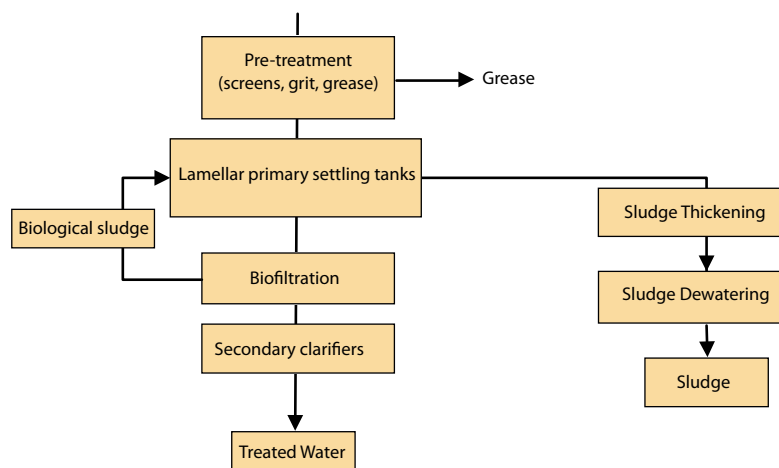 Pre-treatment
(screens, grit, grease)
Grease
Lamellar primary settling tanks
Biological sludge
Sludge Thickening
Biofiltration
Sludge Dewatering
Secondary clarifiers
Sludge
Treated Water